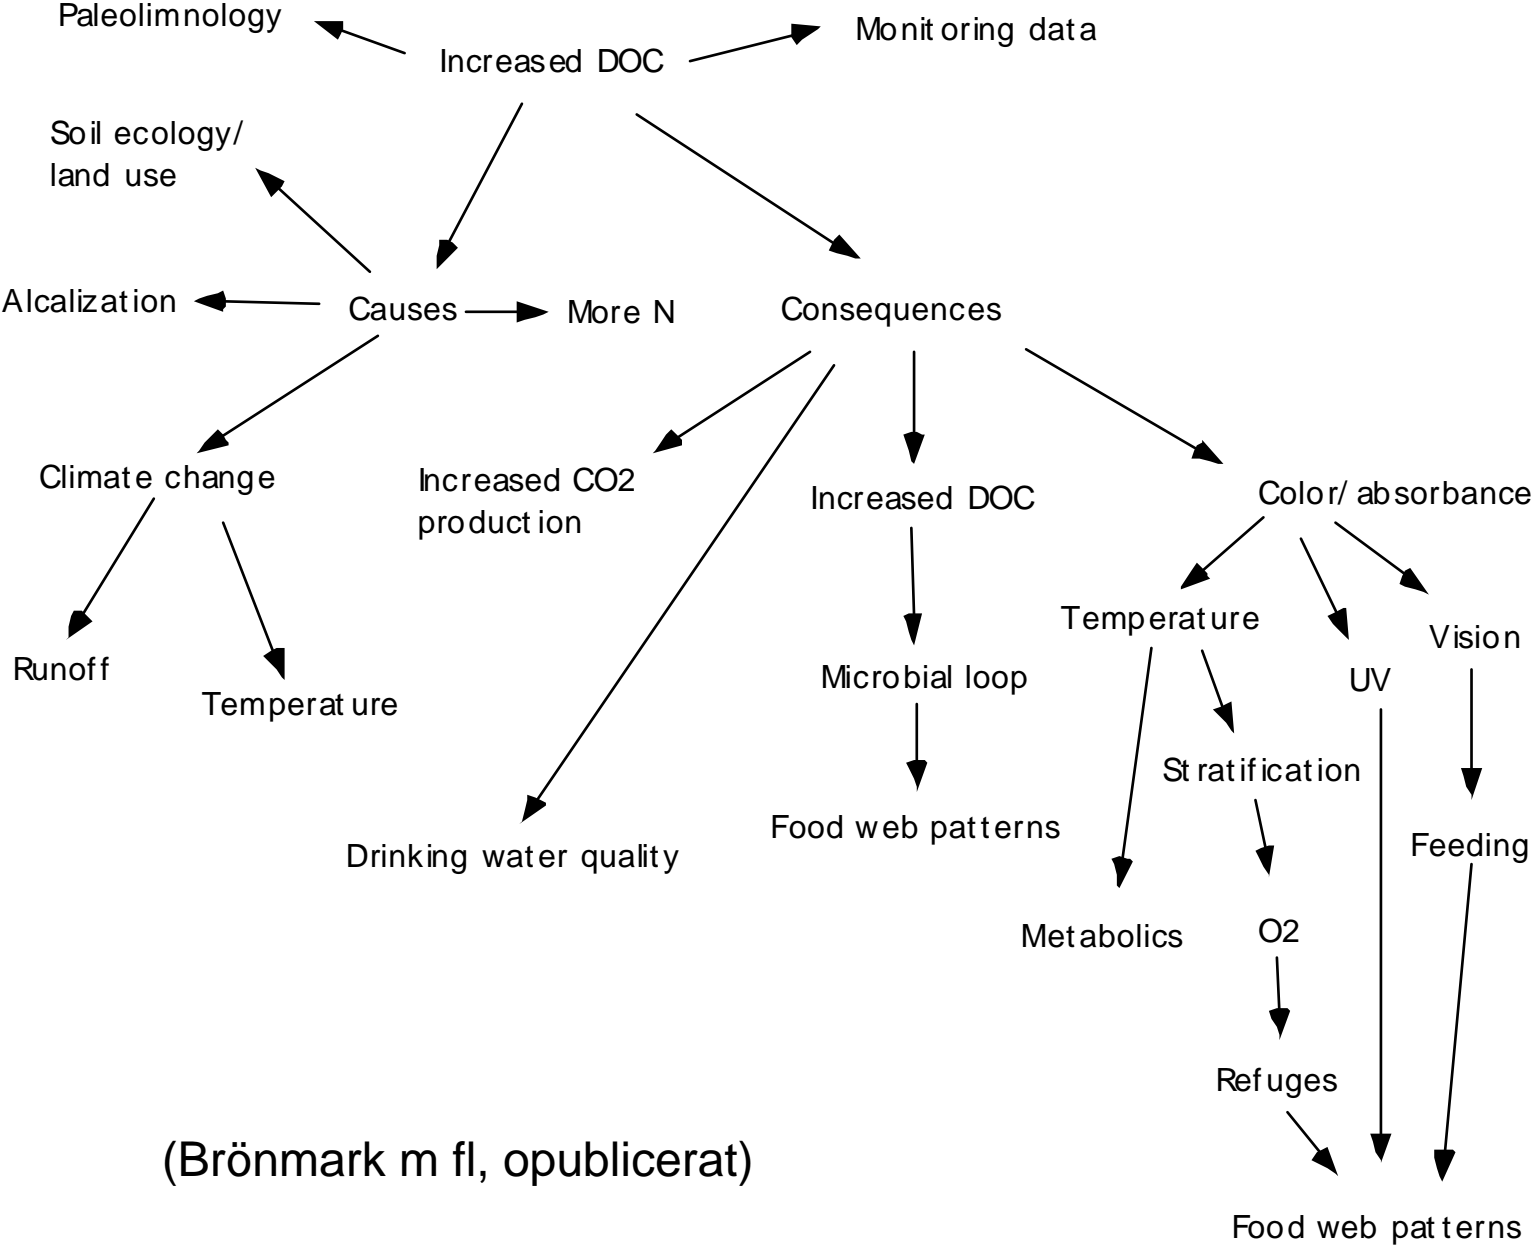 Paleolimnology
Monitoring data
Increased DOC
Soil ecology/
land use
Alcalization
Causes
More N
Consequences
Climate change
Increased CO2
production
Increased DOC
Color/absorbance
Temperature
Vision
Runoff
Microbial loop
UV
Temperature
Stratification
Food web patterns
Feeding
Drinking water quality
Metabolics
O2
Refuges
(Brönmark m fl, opublicerat)
Food web patterns